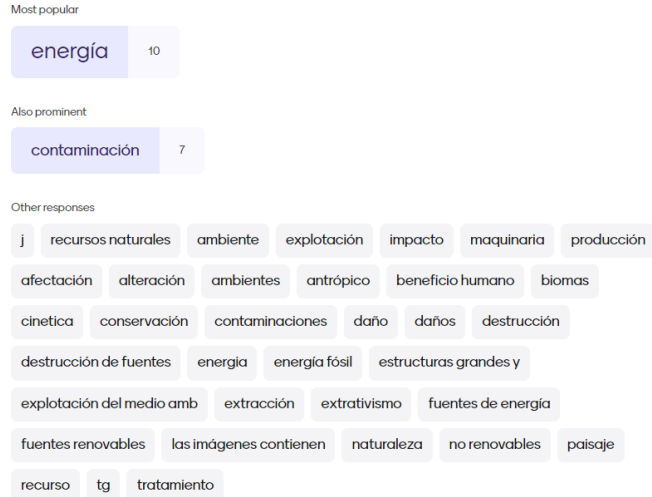 Most popular
energía 10
Also prominent
contaminación 7
Other responses
j recursos naturales ambiente explotación impacto maquinaria producción
afectación alteración ambientes antrópico beneficio humano biomas
cinetica conservación contaminaciones daño daños destrucción
destrucción de fuentes energia energía fósil estructuras grandes y
explotación del medio amb extracción extrativismo fuentes de energía
fuentes renovables las imágenes contienen naturaleza no renovables paisaje
recurso tg tratamiento